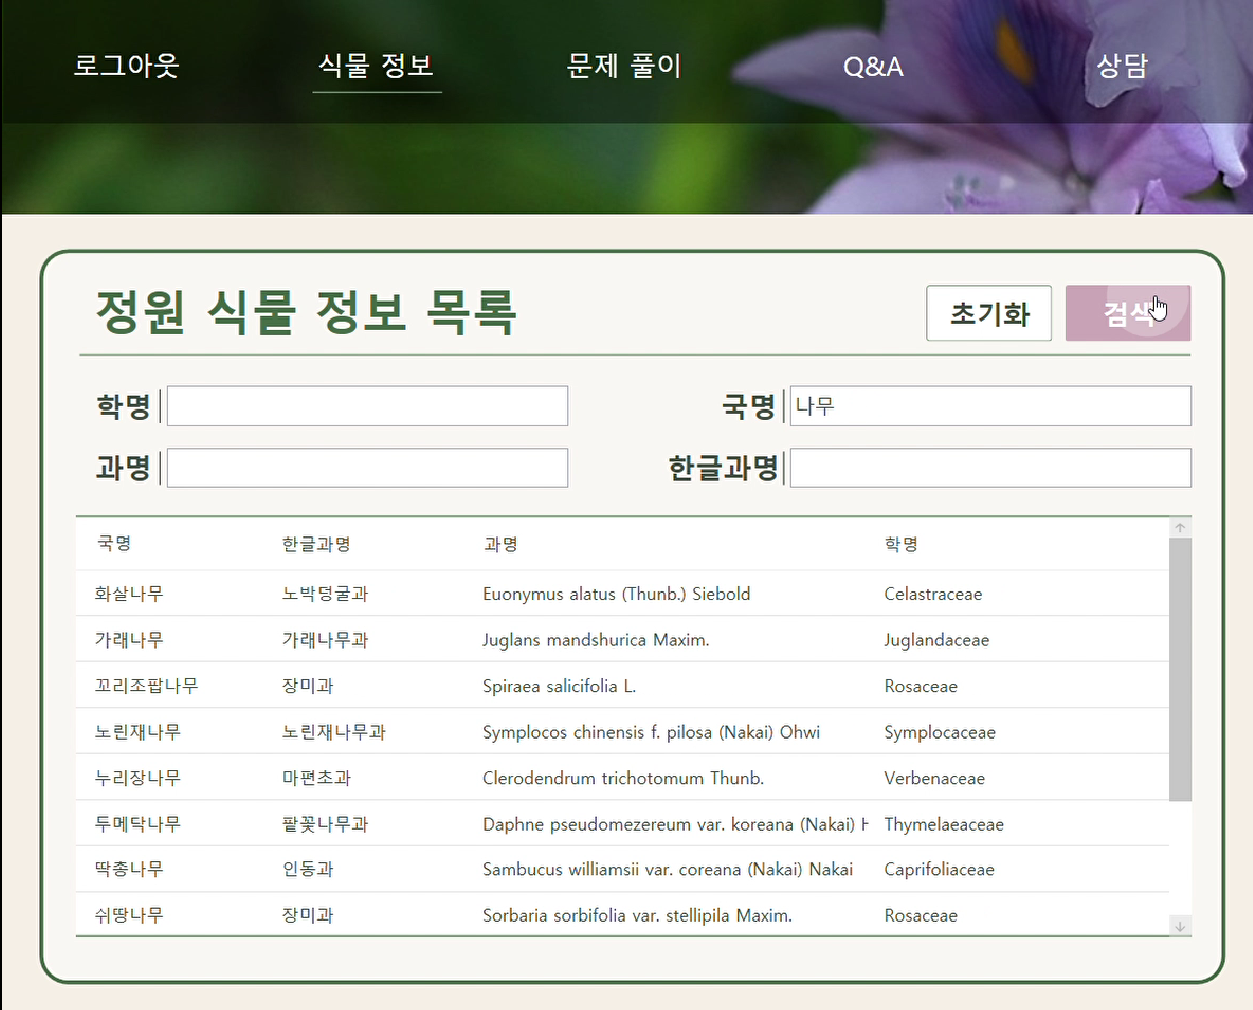 로그아웃 식물 정보 문제 풀이 Q&A 상담
정원 식물 정보 목록 초기화 검색
학명 국명 나무
과명 한글과명
국명 한글과명 과명 학명
화살나무 노박덩굴과 Euonymus alatus (Thunb.) Siebold Celastraceae
가래나무 가래나무과 Juglans mandshurica Maxim. Juglandaceae
꼬리조팝나무 장미과 Spiraea salicifolia L. Rosaceae
노린재나무 노린재나무과 Symplocos chinensis f. pilosa (Nakai) Ohwi Symplocaceae
누리장나무 마편초과 Clerodendrum trichotomum Thunb. Verbenaceae
두메닥나무 팥꽃나무과 Daphne pseudomezereum var. koreana (Nakai) Thymelaeaceae
딱총나무 인동과 Sambucus williamsii var. coreana (Nakai) Nakai Caprifoliaceae
쉬땅나무 장미과 Sorbaria sorbifolia var. stellipila Maxim. Rosaceae